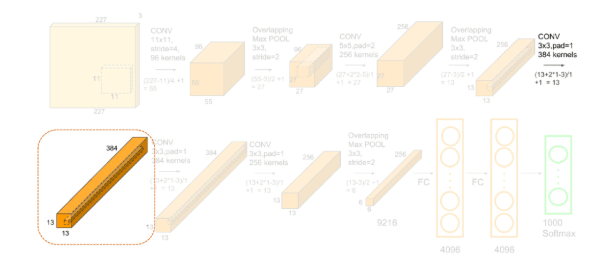 227
3
CONV
11x11,
stride=4,
96 kernels
(227-11)/4 +1
= 55
11
11
227
96
55
55
Overlapping
Max POOL
3x3,
stride=2
(55-3)/2 +1
= 27
96
27
27
CONV
5x5,pad=2
256 kernels
(27+2*2-5)/1
+1 = 27
256
27
27
Overlapping
Max POOL
3x3,
stride=2
(27-3)/2 +1
= 13
256
13
13
CONV
3x3,pad=1
384 kernels
(13+2*1-3)/1
+1 = 13
384
13
13
CONV
3x3,pad=1
384 kernels
(13+2*1-3)/1
+1 = 13
384
13
13
CONV
3x3,pad=1
256 kernels
(13+2*1-3)/1
+1 = 13
256
13
13
Overlapping
Max POOL
3x3,
stride=2
(13-3)/2 +1
= 6
256
6
6
9216
FC
4096
FC
4096
1000
Softmax